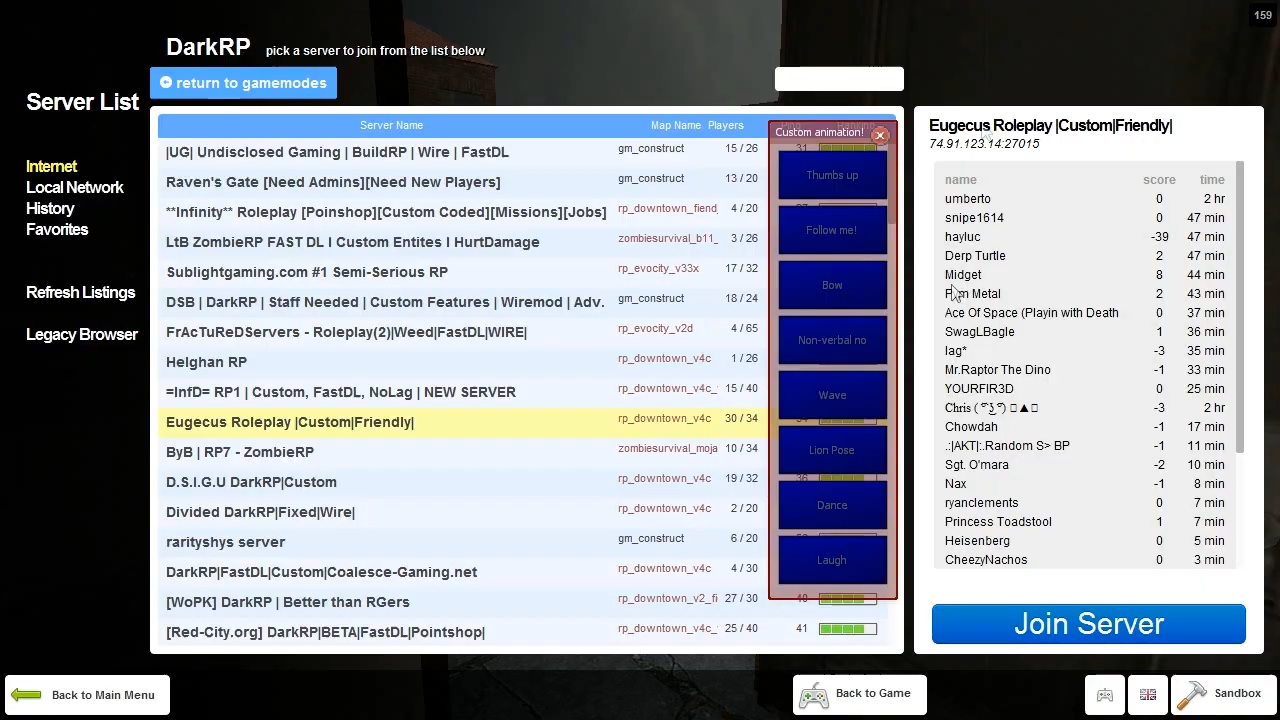 159
DarkRP pick a server to join from the list below
return to gamemodes
Server List
Internet
Local Network
History
Favorites
Refresh Listings
Legacy Browser
Server Name Map Name Players
|UG| Undisclosed Gaming | BuildRP | Wire | FastDL gm_construct 15 / 26 31
Raven's Gate [Need Admins][Need New Players] gm_construct 13 / 20
**Infinity** Roleplay [Poinshop][Custom Coded][Missions][Jobs] rp_downtown_fiend_ 4 / 20
LtB ZombieRP FAST DL I Custom Entites I HurtDamage zombiesurvival_b11_ 3 / 26
Sublightgaming.com #1 Semi-Serious RP rp_evocity_v33x 17 / 32
DSB | DarkRP | Staff Needed | Custom Features | Wiremod | Adv. gm_construct 18 / 24
FrAcTuReDServers - Roleplay(2)|Weed|FastDL|WIRE| rp_evocity_v2d 4 / 65
Helghan RP rp_downtown_v4c 1 / 26
=InfD= RP1 | Custom, FastDL, NoLag | NEW SERVER rp_downtown_v4c_ 15 / 40
Eugecus Roleplay |Custom|Friendly| rp_downtown_v4c 30 / 34
ByB | RP7 - ZombieRP zombiesurvival_moja 10 / 34
D.S.I.G.U DarkRP|Custom rp_downtown_v4c 19 / 32 36
Divided DarkRP|Fixed|Wire| rp_downtown_v4c 2 / 20
rarityshys server gm_construct 6 / 20
DarkRP|FastDL|Custom|Coalesce-Gaming.net rp_downtown_v4c 4 / 30
[WoPK] DarkRP | Better than RGers rp_downtown_v2_fi 27 / 30 40
[Red-City.org] DarkRP|BETA|FastDL|Pointshop| rp_downtown_v4c_ 25 / 40 41
Custom animation!
Thumbs up
Follow me!
Bow
Non-verbal no
Wave
Lion Pose
Dance
Laugh
Eugecus Roleplay |Custom|Friendly|
74.91.123.14:27015
name score time
umberto 0 2 hr
snipe1614 0 47 min
hayluc -39 47 min
Derp Turtle 2 47 min
Midget 8 44 min
Metal 2 43 min
Ace Of Space (Playin with Death 0 37 min
SwagLBagle 1 36 min
lag* -3 35 min
Mr.Raptor The Dino -1 33 min
YOURFIR3D 0 25 min
Chris -3 2 hr
Chowdah -1 17 min
.:|AKT|:.Random S> BP -1 11 min
Sgt. O'mara -2 10 min
Nax -1 8 min
ryanclements 0 7 min
Princess Toadstool 1 7 min
Heisenberg 0 5 min
CheezyNachos 0 3 min
Join Server
Back to Main Menu
Back to Game
Sandbox